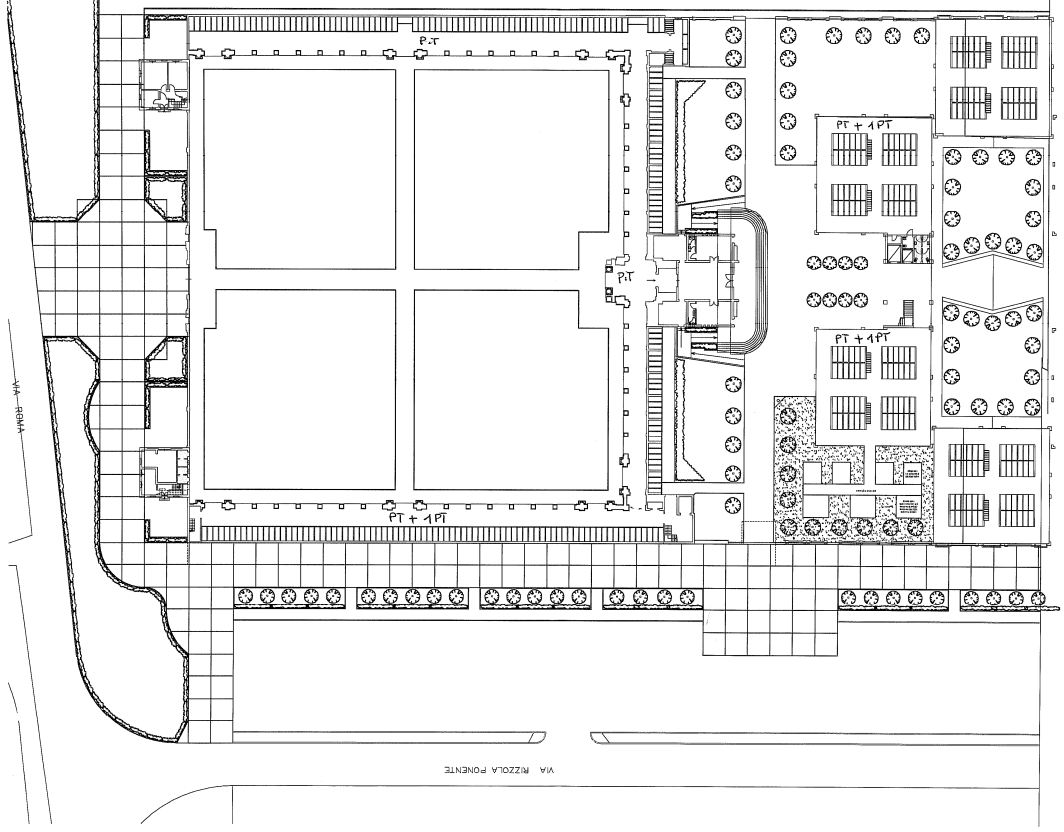 P.T
PT + 1PT
P.T
PT + 1PT
VIA ROMA
PT + 1PT
VIA RIZZOLA PONENTE